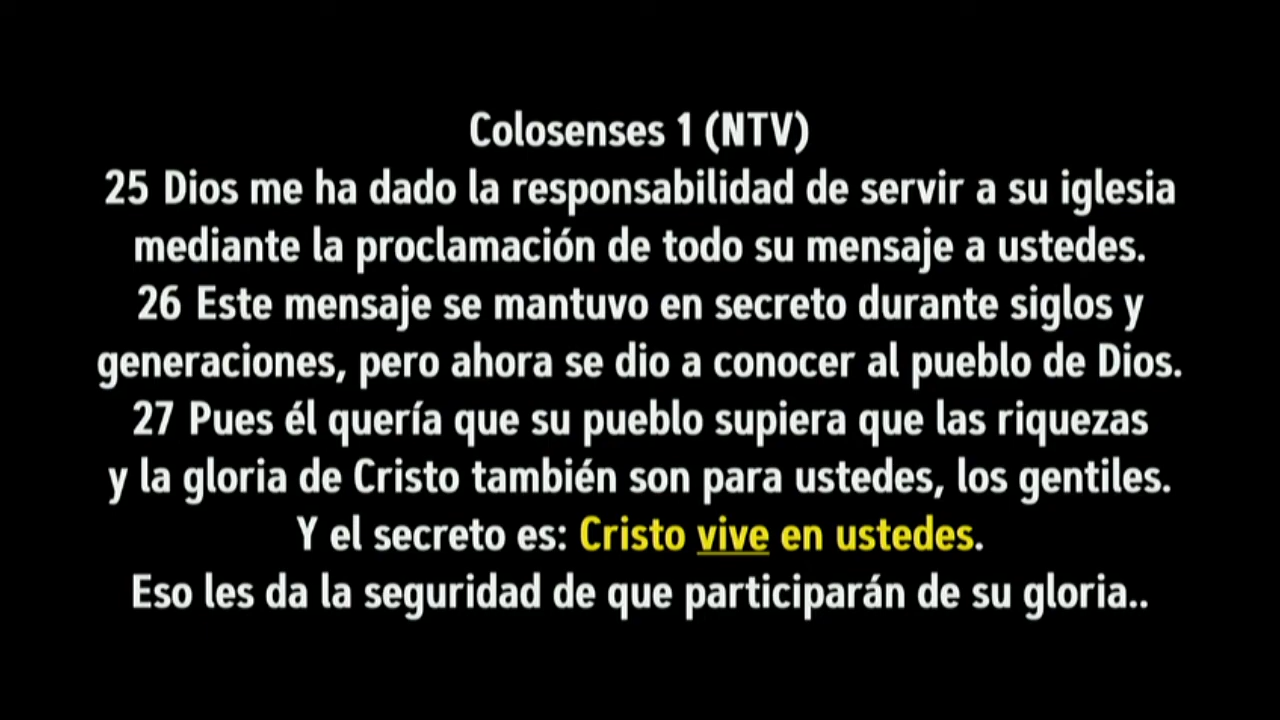 Colosenses 1 (NTV)
25 Dios me ha dado la responsabilidad de servir a su iglesia
mediante la proclamación de todo su mensaje a ustedes.
26 Este mensaje se mantuvo en secreto durante siglos y
generaciones, pero ahora se dio a conocer al pueblo de Dios.
27 Pues él quería que su pueblo supiera que las riquezas
y la gloria de Cristo también son para ustedes, los gentiles.
Y el secreto es: Cristo vive en ustedes.
Eso les da la seguridad de que participarán de su gloria..